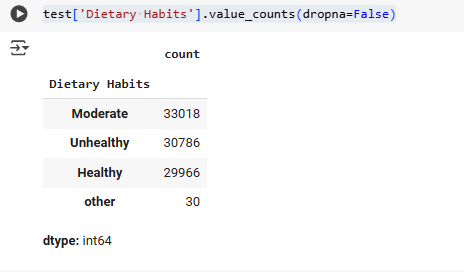 test['Dietary Habits'].value_counts(dropna=False)
count
Dietary Habits
Moderate 33018
Unhealthy 30786
Healthy 29966
other 30
dtype: int64